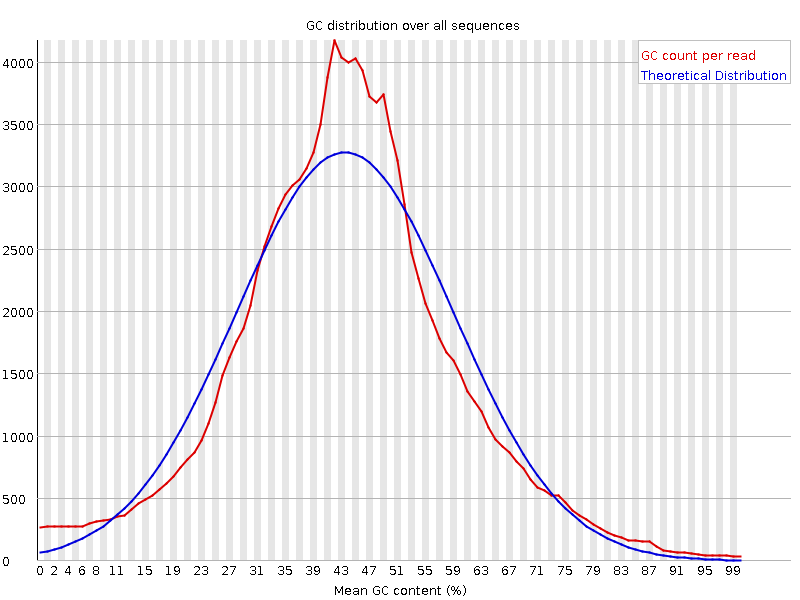 GC distribution over all sequences
GC count per read
Theoretical Distribution
4000
3500
3000
2500
2000
1500
1000
500
0
0 2 4 6 8 11 15 19 23 27 31 35 39 43 47 51 55 59 63 67 71 75 79 83 87 91 95 99
Mean GC content (%)